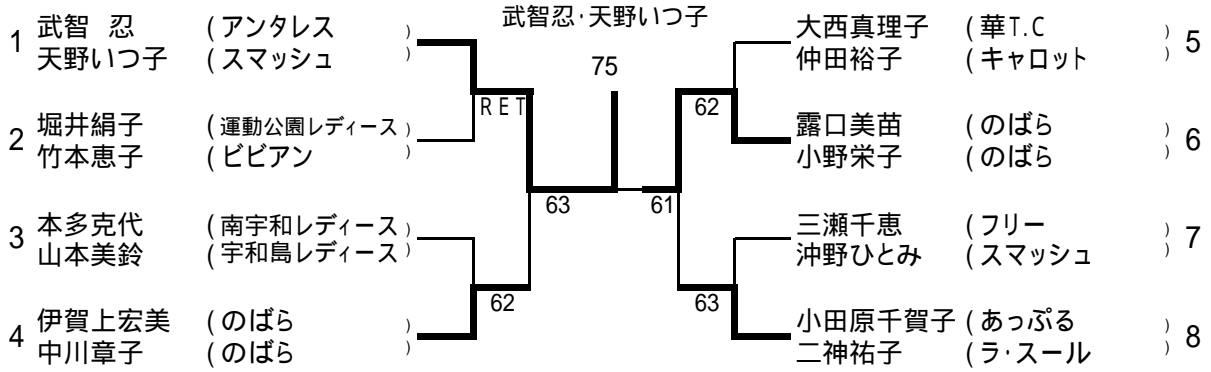 武智忍・天野いつ子
75
1 武智 忍 (アンタレス)
天野いつ子 (スマッシュ)
RET
2 堀井絹子 (運動公園レディース)
竹本恵子 (ビビアン)
63
3 本多克代 (南宇和レディース)
山本美鈴 (宇和島レディース)
62
4 伊賀上宏美 (のばら)
中川章子 (のばら)
大西真理子 (華T.C) 5
仲田裕子 (キャロット)
62
露口美苗 (のばら) 6
小野栄子 (のばら)
61
三瀬千恵 (フリー) 7
沖野ひとみ (スマッシュ)
63
小田原千賀子 (あっぷる) 8
二神祐子 (ラ・スール)